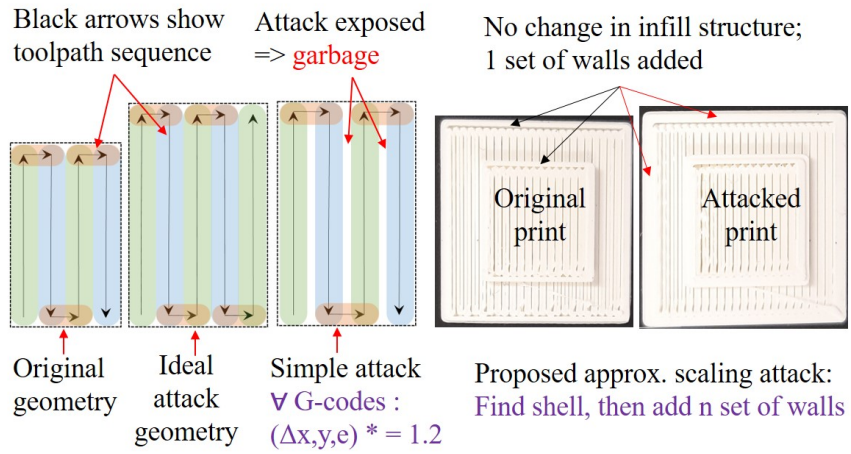 Black arrows show
toolpath sequence
Attack exposed
=> garbage
No change in infill structure;
1 set of walls added
Original
print
Attacked
print
Original
geometry
Ideal
attack
geometry
Simple attack
∀ G-codes :
(Δx,y,e) * = 1.2
Proposed approx. scaling attack:
Find shell, then add n set of walls